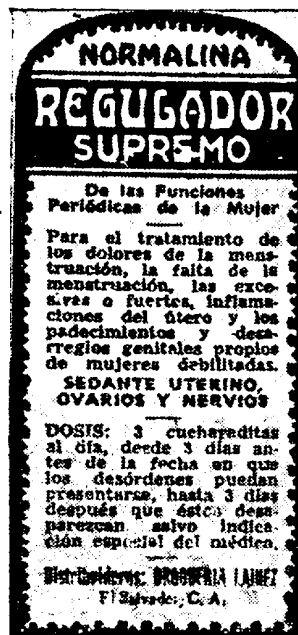 NORMALINA
REGULADOR
SUPREMO
De las Funciones
Periódicas de la Mujer
Para el tratamiento de
los dolores de la mens-
truación, la falta de la
menstruación, las exce-
sivas o fuertes, inflama-
ciones del útero y los
padecimientos y desa-
rreglos genitales propios
de mujeres debilitadas.
SEDANTE UTERINO,
OVARIOS Y NERVIOS
DOSIS: 3 cucharaditas
al día, desde 3 días an-
tes de la fecha en que
los desórdenes puedan
presentarse, hasta 3 días
después que éstos desa-
parezcan salvo indica-
ción especial del médico.
Distribuidores: DROGUERIA LAINEZ
El Salvador, C. A.